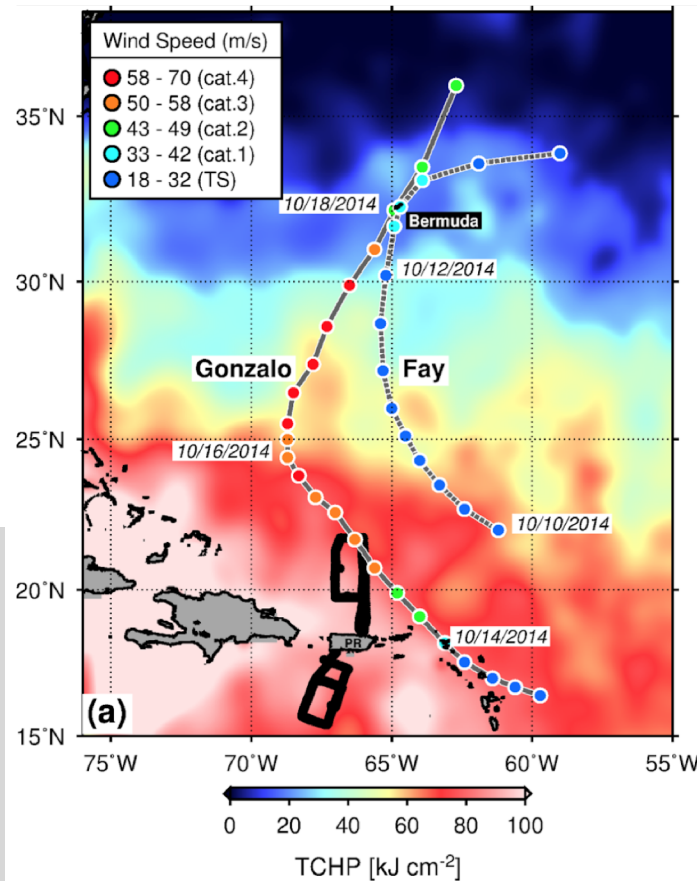 Wind Speed (m/s)
58 - 70 (cat.4)
50 - 58 (cat.3)
43 - 49 (cat.2)
33 - 42 (cat.1)
18 - 32 (TS)
35˚N
10/18/2014
Bermuda
10/12/2014
30˚N
Gonzalo
Fay
25˚N
10/16/2014
10/10/2014
20˚N
10/14/2014
PR
(a)
15˚N
75˚W 70˚W 65˚W 60˚W 55˚W
0 20 40 60 80 100
TCHP [kJ cm-2]